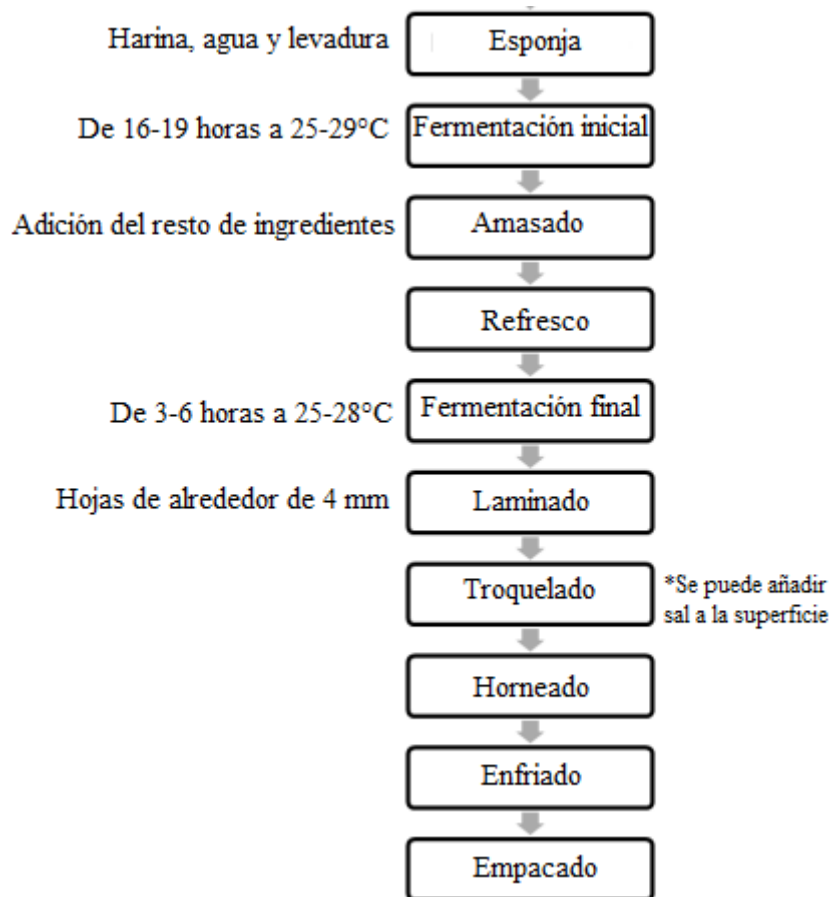 Harina, agua y levadura
Esponja
De 16-19 horas a 25-29°C
Fermentación inicial
Adición del resto de ingredientes
Amasado
Refresco
De 3-6 horas a 25-28°C
Fermentación final
Hojas de alrededor de 4 mm
Laminado
Troquelado
*Se puede añadir
sal a la superficie
Horneado
Enfriado
Empacado